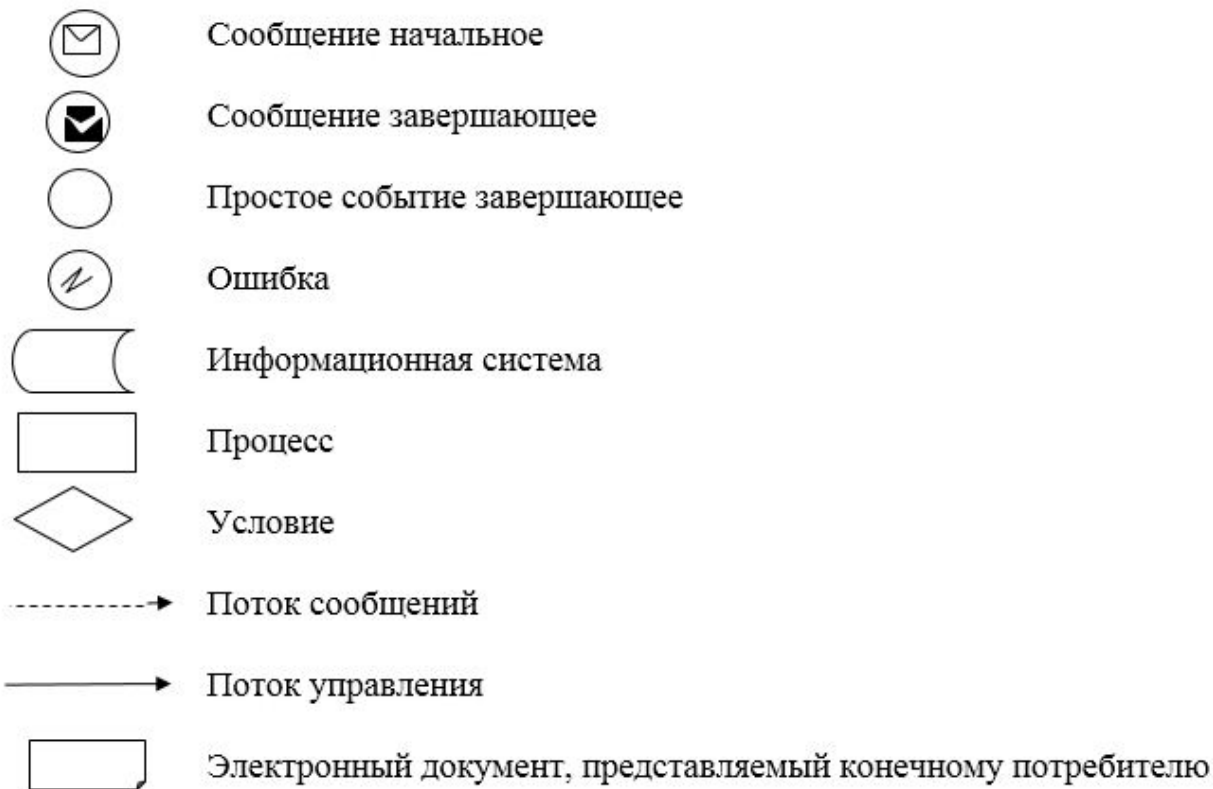 Сообщение начальное
Сообщение завершающее
Простое событие завершающее
Ошибка
Информационная система
Процесс
Условие
Поток сообщений
Поток управления
Электронный документ, представляемый конечному потребителю